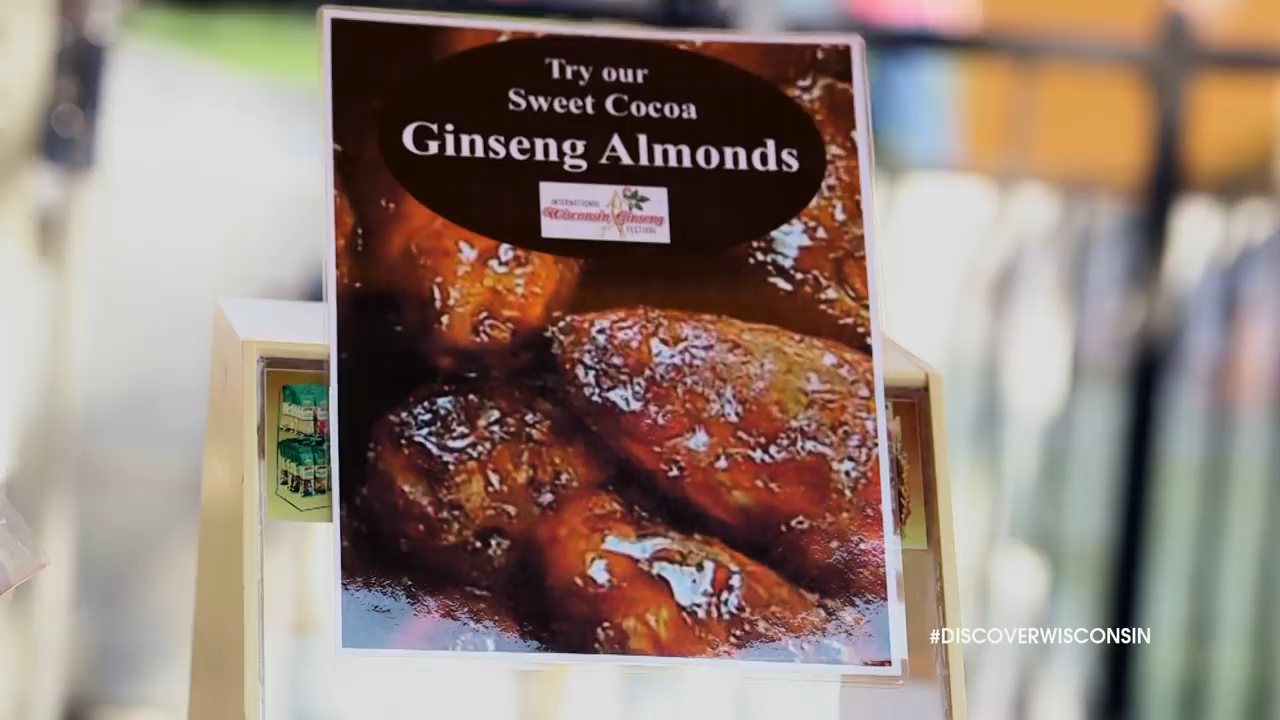 Try our
Sweet Cocoa
Ginseng Almonds
INTERNATIONAL
Wisconsin Ginseng
FESTIVAL
#DISCOVERWISCONSIN